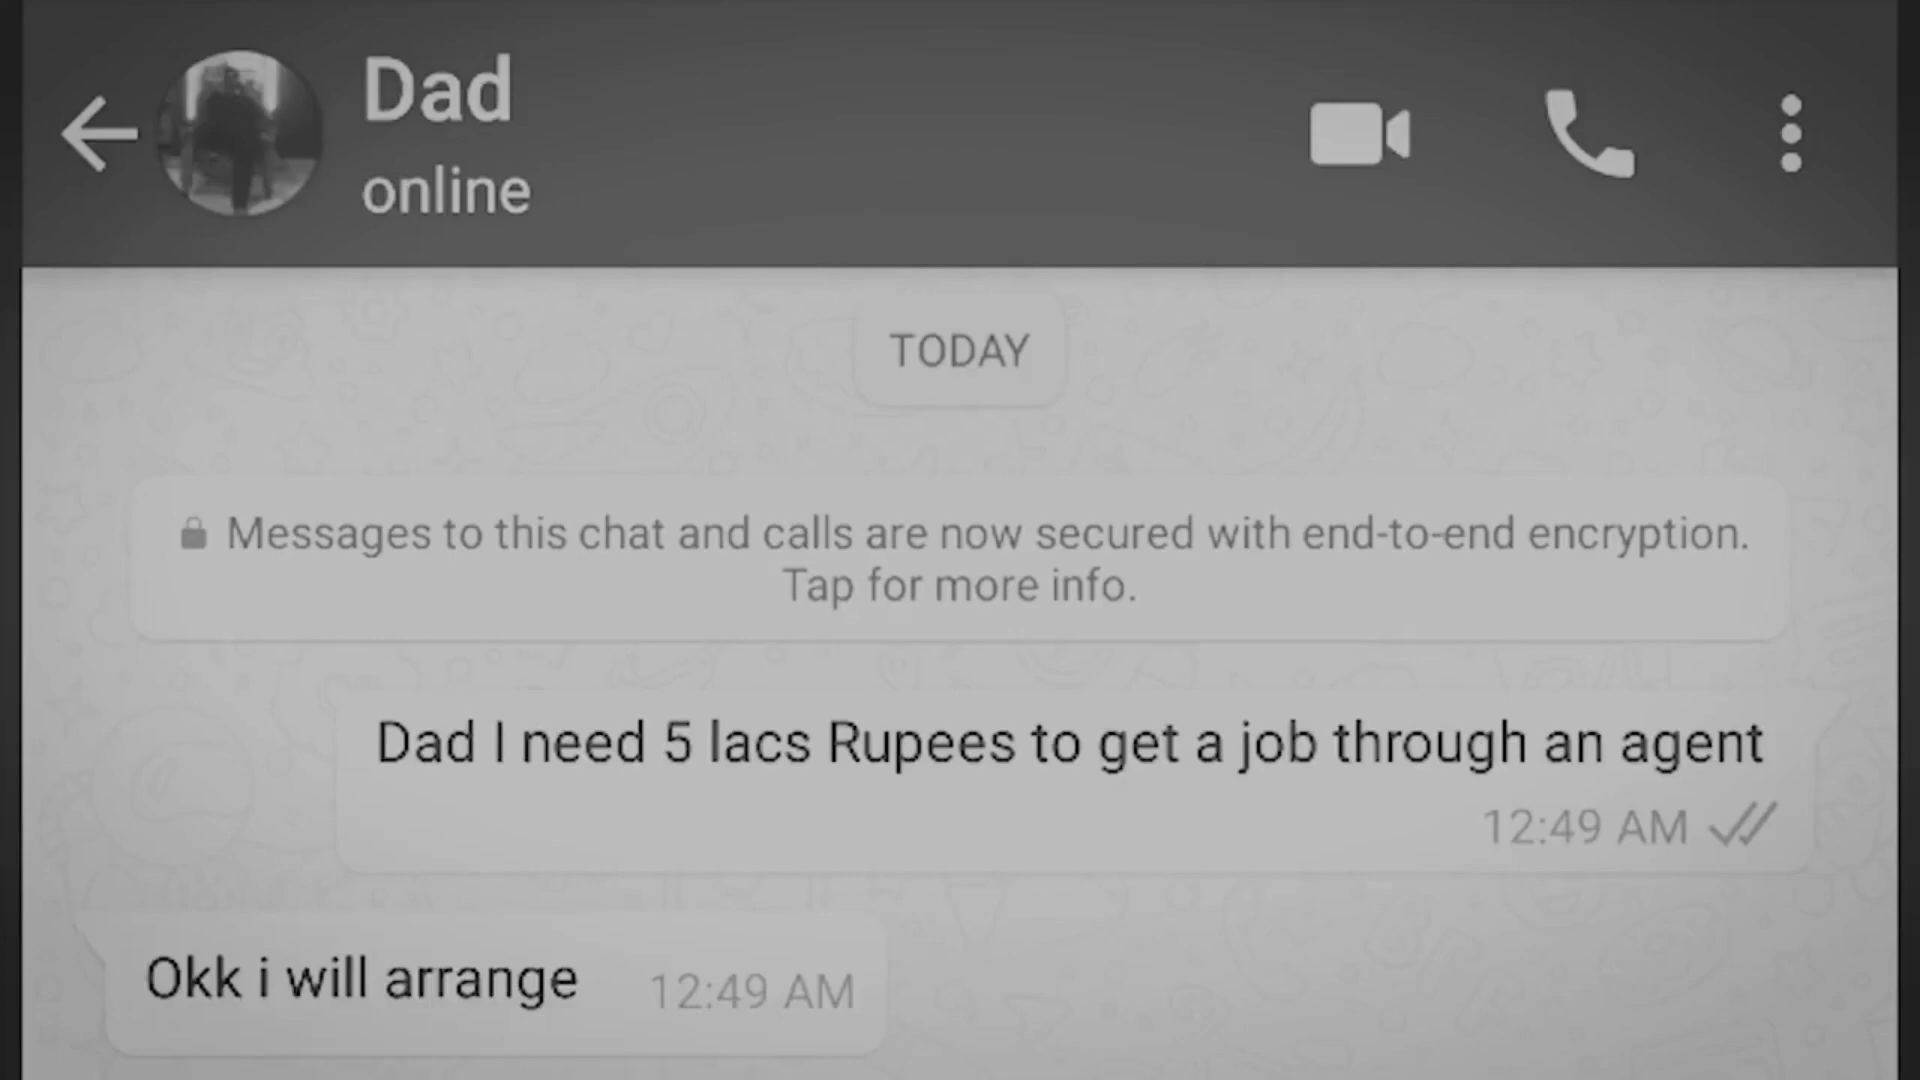 Dad
online
TODAY
Messages to this chat and calls are now secured with end-to-end encryption.
Tap for more info.
Dad I need 5 lacs Rupees to get a job through an agent
12:49 AM
Okk i will arrange 12:49 AM